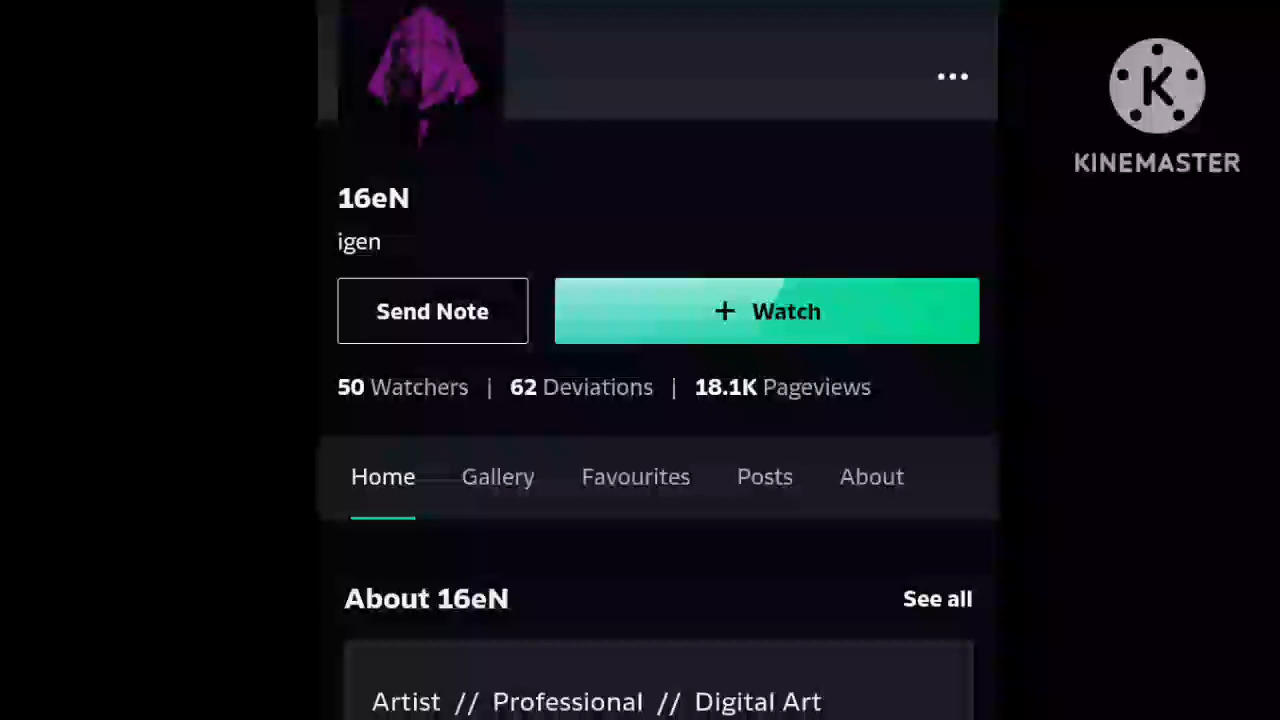 K
KINEMASTER
16eN
igen
Send Note
+ Watch
50 Watchers | 62 Deviations | 18.1K Pageviews
Home Gallery Favourites Posts About
About 16eN See all
Artist // Professional // Digital Art